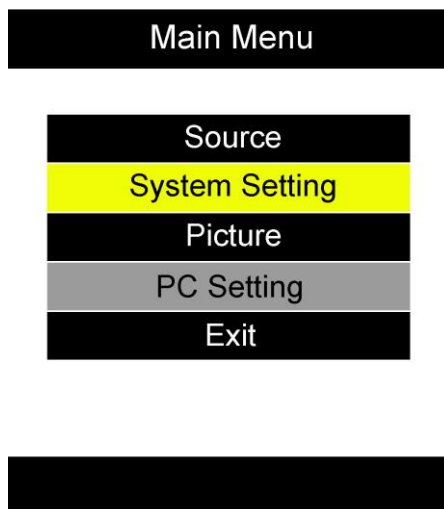 Main Menu
Source
System Setting
Picture
PC Setting
Exit